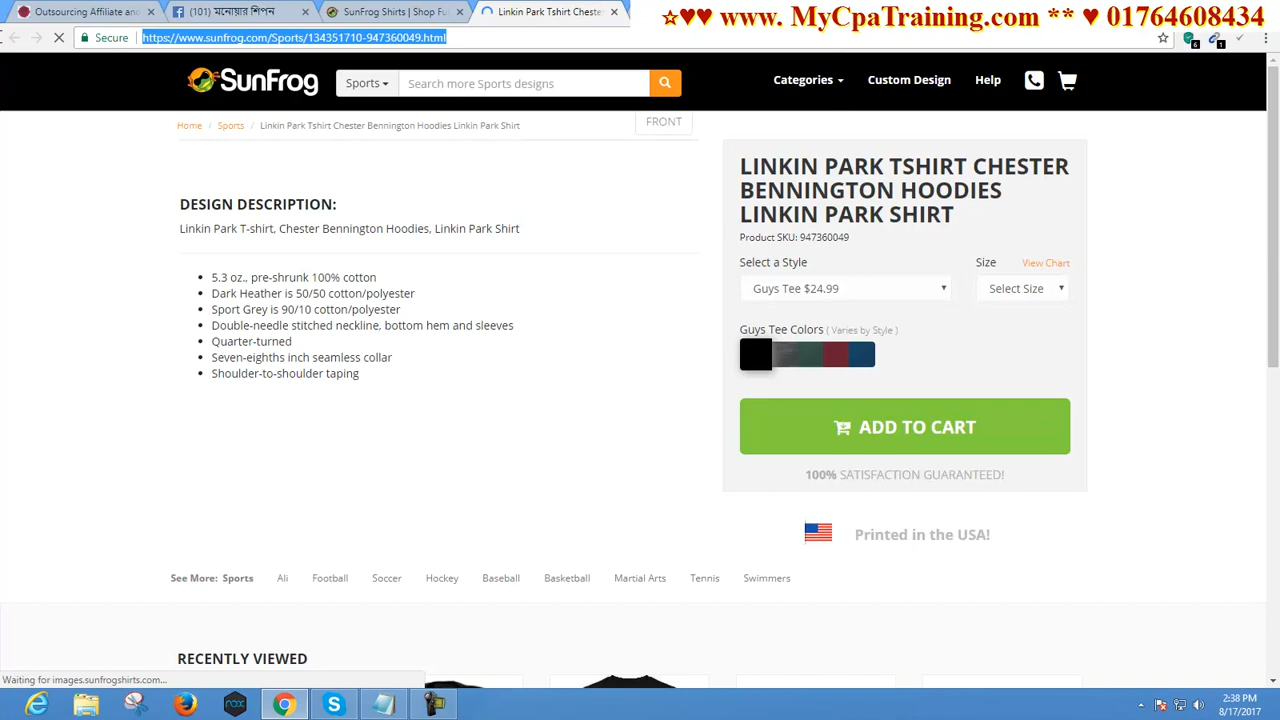 Outsourcing Affiliate and
(101) মনোয়ার শিপন
SunFrog Shirts | Shop Fu
Linkin Park Tshirt Cheste
☆♥♥ www. MyCpaTraining.com ** ♥ 01764608434
Secure
https://www.sunfrog.com/Sports/134351710-947360049.html
6
1
SunFrog
Sports
Search more Sports designs
Categories
Custom Design
Help
Home / Sports / Linkin Park Tshirt Chester Bennington Hoodies Linkin Park Shirt
FRONT
DESIGN DESCRIPTION:
Linkin Park T-shirt, Chester Bennington Hoodies, Linkin Park Shirt
• 5.3 oz., pre-shrunk 100% cotton
• Dark Heather is 50/50 cotton/polyester
• Sport Grey is 90/10 cotton/polyester
• Double-needle stitched neckline, bottom hem and sleeves
• Quarter-turned
• Seven-eighths inch seamless collar
• Shoulder-to-shoulder taping
LINKIN PARK TSHIRT CHESTER
BENNINGTON HOODIES
LINKIN PARK SHIRT
Product SKU: 947360049
Select a Style
Size
View Chart
Guys Tee $24.99
Select Size
Guys Tee Colors ( Varies by Style )
ADD TO CART
100% SATISFACTION GUARANTEED!
Printed in the USA!
See More: Sports
Ali
Football
Soccer
Hockey
Baseball
Basketball
Martial Arts
Tennis
Swimmers
RECENTLY VIEWED
Waiting for images.sunfrogshirts.com...
nox
2:38 PM
8/17/2017